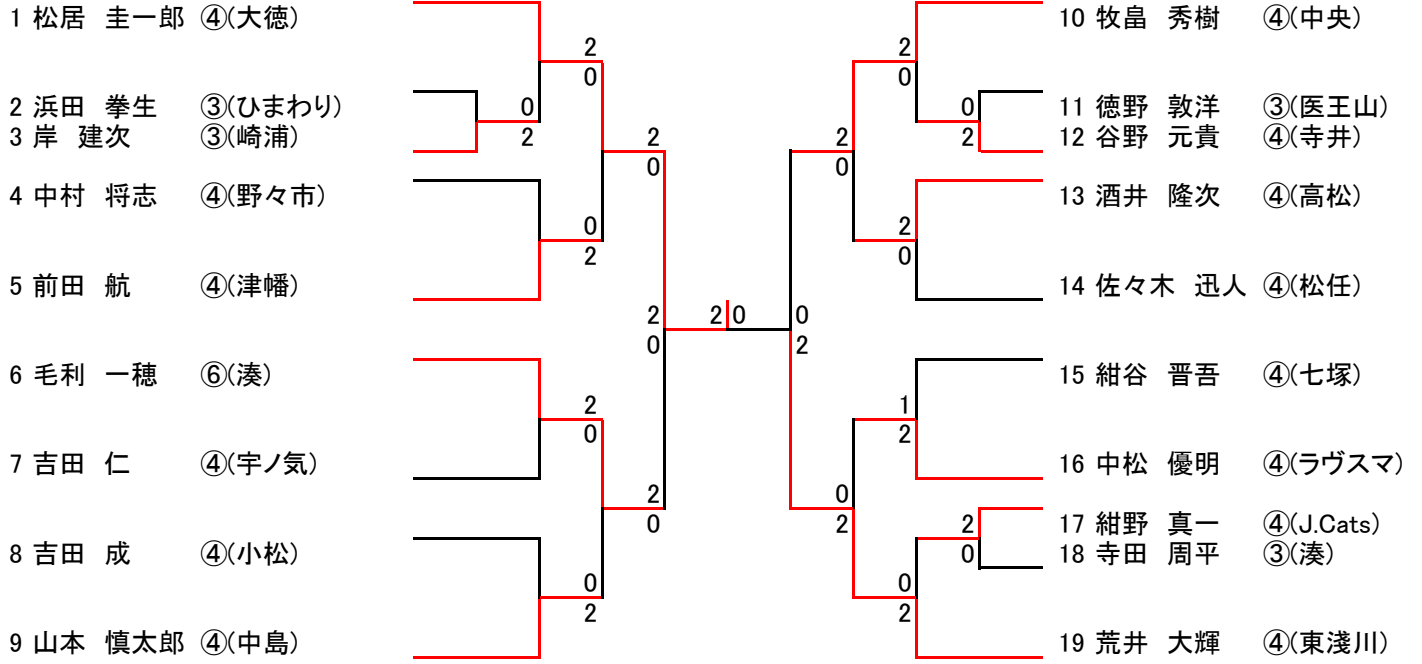 1 松居 圭一郎 ④(大徳)
2 浜田 拳生 ③(ひまわり)
3 岸 建次 ③(崎浦)
4 中村 将志 ④(野々市)
5 前田 航 ④(津幡)
6 毛利 一穂 ⑥(湊)
7 吉田 仁 ④(宇ノ気)
8 吉田 成 ④(小松)
9 山本 慎太郎 ④(中島)
2
0
0
2
2
0
0
2
2
0
2
0
2
0
0
2
2 0
0
2
2
0
2
0
0
2
2
0
1
2
0
2
2
0
0
2
10 牧畠 秀樹 ④(中央)
11 徳野 敦洋 ③(医王山)
12 谷野 元貴 ④(寺井)
13 酒井 隆次 ④(高松)
14 佐々木 迅人 ④(松任)
15 紺谷 晋吾 ④(七塚)
16 中松 優明 ④(ラヴスマ)
17 紺野 真一 ④(J.Cats)
18 寺田 周平 ③(湊)
19 荒井 大輝 ④(東淺川)